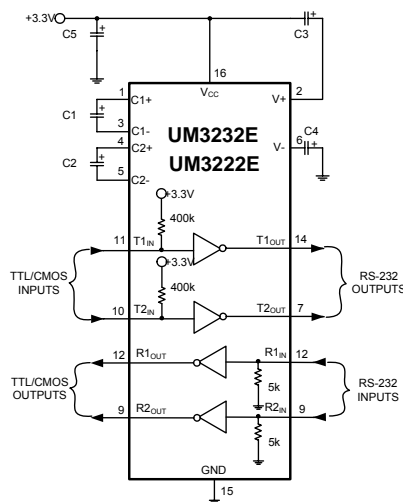 +3.3V
C5
C3
16
1
C1+
VCC
V+
2
C1
3
C1-
UM3232E
C4
4
C2+
V-
6
C2
UM3222E
5
C2-
+3.3V
400k
11
T1IN
T1OUT
14
+3.3V
TTL/CMOS
INPUTS
400k
RS-232
OUTPUTS
10
T2IN
T2OUT
7
12
R1OUT
R1IN
12
TTL/CMOS
OUTPUTS
5k
RS-232
INPUTS
9
R2OUT
R2IN
9
5k
GND
15